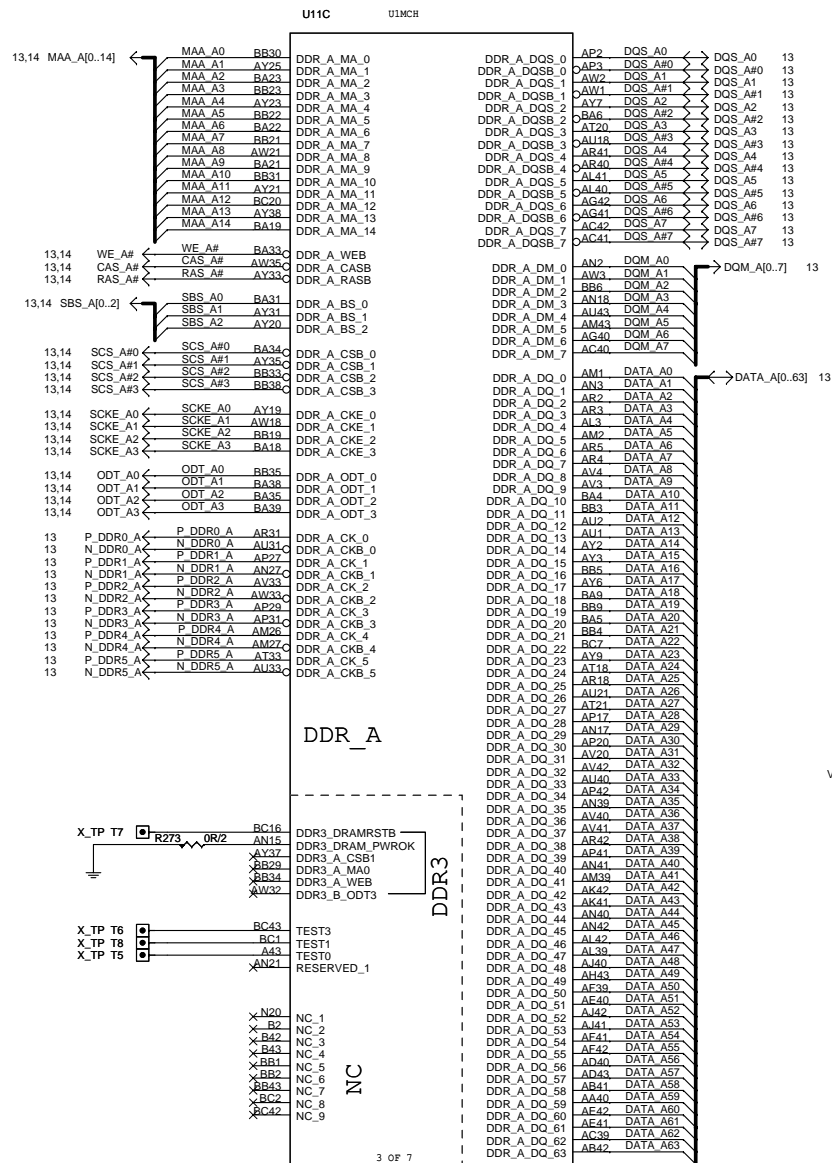 U11C U1MCH
13,14 MAA_A[0..14]
MAA_A0 BB30 DDR_A_MA_0
MAA_A1 AY25 DDR_A_MA_1
MAA_A2 BA23 DDR_A_MA_2
MAA_A3 BB23 DDR_A_MA_3
MAA_A4 AY23 DDR_A_MA_4
MAA_A5 BB22 DDR_A_MA_5
MAA_A6 BA22 DDR_A_MA_6
MAA_A7 BB21 DDR_A_MA_7
MAA_A8 AW21 DDR_A_MA_8
MAA_A9 BA21 DDR_A_MA_9
MAA_A10 BB31 DDR_A_MA_10
MAA_A11 AY21 DDR_A_MA_11
MAA_A12 BC20 DDR_A_MA_12
MAA_A13 AY38 DDR_A_MA_13
MAA_A14 BA19 DDR_A_MA_14
13,14 WE_A# WE_A# BA33 DDR_A_WEB
13,14 CAS_A# CAS_A# AW35 DDR_A_CASB
13,14 RAS_A# RAS_A# AY33 DDR_A_RASB
13,14 SBS_A[0..2]
SBS_A0 BA31 DDR_A_BS_0
SBS_A1 AY31 DDR_A_BS_1
SBS_A2 AY20 DDR_A_BS_2
13,14 SCS_A#0 SCS_A#0 BA34 DDR_A_CSB_0
13,14 SCS_A#1 SCS_A#1 AY35 DDR_A_CSB_1
13,14 SCS_A#2 SCS_A#2 BB33 DDR_A_CSB_2
13,14 SCS_A#3 SCS_A#3 BB38 DDR_A_CSB_3
13,14 SCKE_A0 SCKE_A0 AY19 DDR_A_CKE_0
13,14 SCKE_A1 SCKE_A1 AW18 DDR_A_CKE_1
13,14 SCKE_A2 SCKE_A2 BB19 DDR_A_CKE_2
13,14 SCKE_A3 SCKE_A3 BA18 DDR_A_CKE_3
13,14 ODT_A0 ODT_A0 BB35 DDR_A_ODT_0
13,14 ODT_A1 ODT_A1 BA38 DDR_A_ODT_1
13,14 ODT_A2 ODT_A2 BA35 DDR_A_ODT_2
13,14 ODT_A3 ODT_A3 BA39 DDR_A_ODT_3
13 P_DDR0_A P_DDR0_A AR31 DDR_A_CK_0
13 N_DDR0_A N_DDR0_A AU31 DDR_A_CKB_0
13 P_DDR1_A P_DDR1_A AP27 DDR_A_CK_1
13 N_DDR1_A N_DDR1_A AN27 DDR_A_CKB_1
13 P_DDR2_A P_DDR2_A AV33 DDR_A_CK_2
13 N_DDR2_A N_DDR2_A AW33 DDR_A_CKB_2
13 P_DDR3_A P_DDR3_A AP29 DDR_A_CK_3
13 N_DDR3_A N_DDR3_A AP31 DDR_A_CKB_3
13 P_DDR4_A P_DDR4_A AM26 DDR_A_CK_4
13 N_DDR4_A N_DDR4_A AM27 DDR_A_CKB_4
13 P_DDR5_A P_DDR5_A AT33 DDR_A_CK_5
13 N_DDR5_A N_DDR5_A AU33 DDR_A_CKB_5
DDR_A
X_TP T7 BC16 DDR3_DRAMRSTB
R273 0R/2 AN15 DDR3_DRAM_PWROK
AY37 DDR3_A_CSB1
BB29 DDR3_A_MA0
BB34 DDR3_A_WEB
AW32 DDR3_B_ODT3
DDR3
X_TP T6 BC43 TEST3
X_TP T8 BC1 TEST1
X_TP T5 A43 TEST0
AN21 RESERVED_1
N20 NC_1
B2 NC_2
B42 NC_3
B43 NC_4
BB1 NC_5
BB2 NC_6
BB43 NC_7
BC2 NC_8
BC42 NC_9
NC
3 OF 7
DDR_A_DQS_0 AP2 DQS_A0 DQS_A0 13
DDR_A_DQSB_0 AP3 DQS_A#0 DQS_A#0 13
DDR_A_DQS_1 AW2 DQS_A1 DQS_A1 13
DDR_A_DQSB_1 AW1 DQS_A#1 DQS_A#1 13
DDR_A_DQS_2 AY7 DQS_A2 DQS_A2 13
DDR_A_DQSB_2 BA6 DQS_A#2 DQS_A#2 13
DDR_A_DQS_3 AT20 DQS_A3 DQS_A3 13
DDR_A_DQSB_3 AU18 DQS_A#3 DQS_A#3 13
DDR_A_DQS_4 AR41 DQS_A4 DQS_A4 13
DDR_A_DQSB_4 AR40 DQS_A#4 DQS_A#4 13
DDR_A_DQS_5 AL41 DQS_A5 DQS_A5 13
DDR_A_DQSB_5 AL40 DQS_A#5 DQS_A#5 13
DDR_A_DQS_6 AG42 DQS_A6 DQS_A6 13
DDR_A_DQSB_6 AG41 DQS_A#6 DQS_A#6 13
DDR_A_DQS_7 AC42 DQS_A7 DQS_A7 13
DDR_A_DQSB_7 AC41 DQS_A#7 DQS_A#7 13
DDR_A_DM_0 AN2 DQM_A0 DQM_A[0..7] 13
DDR_A_DM_1 AW3 DQM_A1
DDR_A_DM_2 BB6 DQM_A2
DDR_A_DM_3 AN18 DQM_A3
DDR_A_DM_4 AU43 DQM_A4
DDR_A_DM_5 AM43 DQM_A5
DDR_A_DM_6 AG40 DQM_A6
DDR_A_DM_7 AC40 DQM_A7
DDR_A_DQ_0 AM1 DATA_A0 DATA_A[0..63] 13
DDR_A_DQ_1 AN3 DATA_A1
DDR_A_DQ_2 AR2 DATA_A2
DDR_A_DQ_3 AR3 DATA_A3
DDR_A_DQ_4 AL3 DATA_A4
DDR_A_DQ_5 AM2 DATA_A5
DDR_A_DQ_6 AR5 DATA_A6
DDR_A_DQ_7 AR4 DATA_A7
DDR_A_DQ_8 AV4 DATA_A8
DDR_A_DQ_9 AV3 DATA_A9
DDR_A_DQ_10 BA4 DATA_A10
DDR_A_DQ_11 BB3 DATA_A11
DDR_A_DQ_12 AU2 DATA_A12
DDR_A_DQ_13 AU1 DATA_A13
DDR_A_DQ_14 AY2 DATA_A14
DDR_A_DQ_15 AY3 DATA_A15
DDR_A_DQ_16 BB5 DATA_A16
DDR_A_DQ_17 AY6 DATA_A17
DDR_A_DQ_18 BA9 DATA_A18
DDR_A_DQ_19 BB9 DATA_A19
DDR_A_DQ_20 BA5 DATA_A20
DDR_A_DQ_21 BB4 DATA_A21
DDR_A_DQ_22 BC7 DATA_A22
DDR_A_DQ_23 AY9 DATA_A23
DDR_A_DQ_24 AT18 DATA_A24
DDR_A_DQ_25 AR18 DATA_A25
DDR_A_DQ_26 AU21 DATA_A26
DDR_A_DQ_27 AT21 DATA_A27
DDR_A_DQ_28 AP17 DATA_A28
DDR_A_DQ_29 AN17 DATA_A29
DDR_A_DQ_30 AP20 DATA_A30
DDR_A_DQ_31 AV20 DATA_A31
DDR_A_DQ_32 AV42 DATA_A32
DDR_A_DQ_33 AU40 DATA_A33
DDR_A_DQ_34 AP42 DATA_A34
DDR_A_DQ_35 AN39 DATA_A35
DDR_A_DQ_36 AV40 DATA_A36
DDR_A_DQ_37 AV41 DATA_A37
DDR_A_DQ_38 AR42 DATA_A38
DDR_A_DQ_39 AP41 DATA_A39
DDR_A_DQ_40 AN41 DATA_A40
DDR_A_DQ_41 AM39 DATA_A41
DDR_A_DQ_42 AK42 DATA_A42
DDR_A_DQ_43 AK41 DATA_A43
DDR_A_DQ_44 AN40 DATA_A44
DDR_A_DQ_45 AN42 DATA_A45
DDR_A_DQ_46 AL42 DATA_A46
DDR_A_DQ_47 AL39 DATA_A47
DDR_A_DQ_48 AJ40 DATA_A48
DDR_A_DQ_49 AH43 DATA_A49
DDR_A_DQ_50 AF39 DATA_A50
DDR_A_DQ_51 AE40 DATA_A51
DDR_A_DQ_52 AJ42 DATA_A52
DDR_A_DQ_53 AJ41 DATA_A53
DDR_A_DQ_54 AF41 DATA_A54
DDR_A_DQ_55 AF42 DATA_A55
DDR_A_DQ_56 AD40 DATA_A56
DDR_A_DQ_57 AD43 DATA_A57
DDR_A_DQ_58 AB41 DATA_A58
DDR_A_DQ_59 AA40 DATA_A59
DDR_A_DQ_60 AE42 DATA_A60
DDR_A_DQ_61 AE41 DATA_A61
DDR_A_DQ_62 AC39 DATA_A62
DDR_A_DQ_63 AB42 DATA_A63